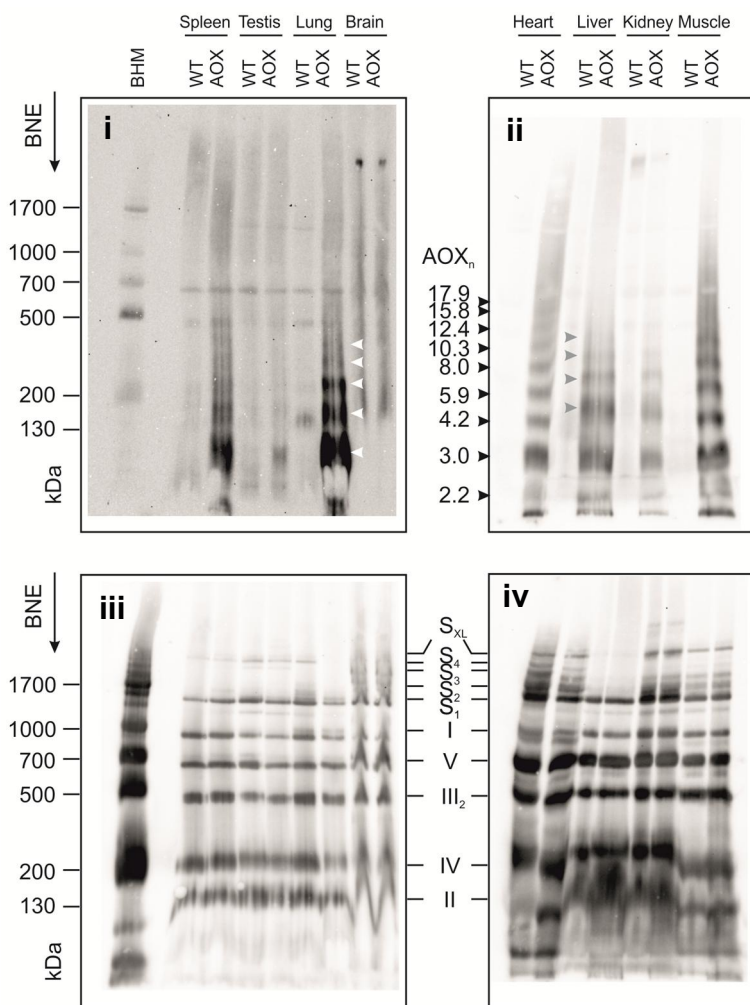 Spleen Testis Lung Brain
Heart Liver Kidney Muscle
BHM WT AOX WT AOX WT AOX WT AOX
WT AOX WT AOX WT AOX WT AOX
BNE
i
1700
1000
700
500
200
130
kDa
ii
AOXn
17.9
15.8
12.4
10.3
8.0
5.9
4.2
3.0
2.2
BNE
iii
1700
1000
700
500
200
130
kDa
SXL
S4
S3
S2
S1
I
V
III2
IV
II
iv